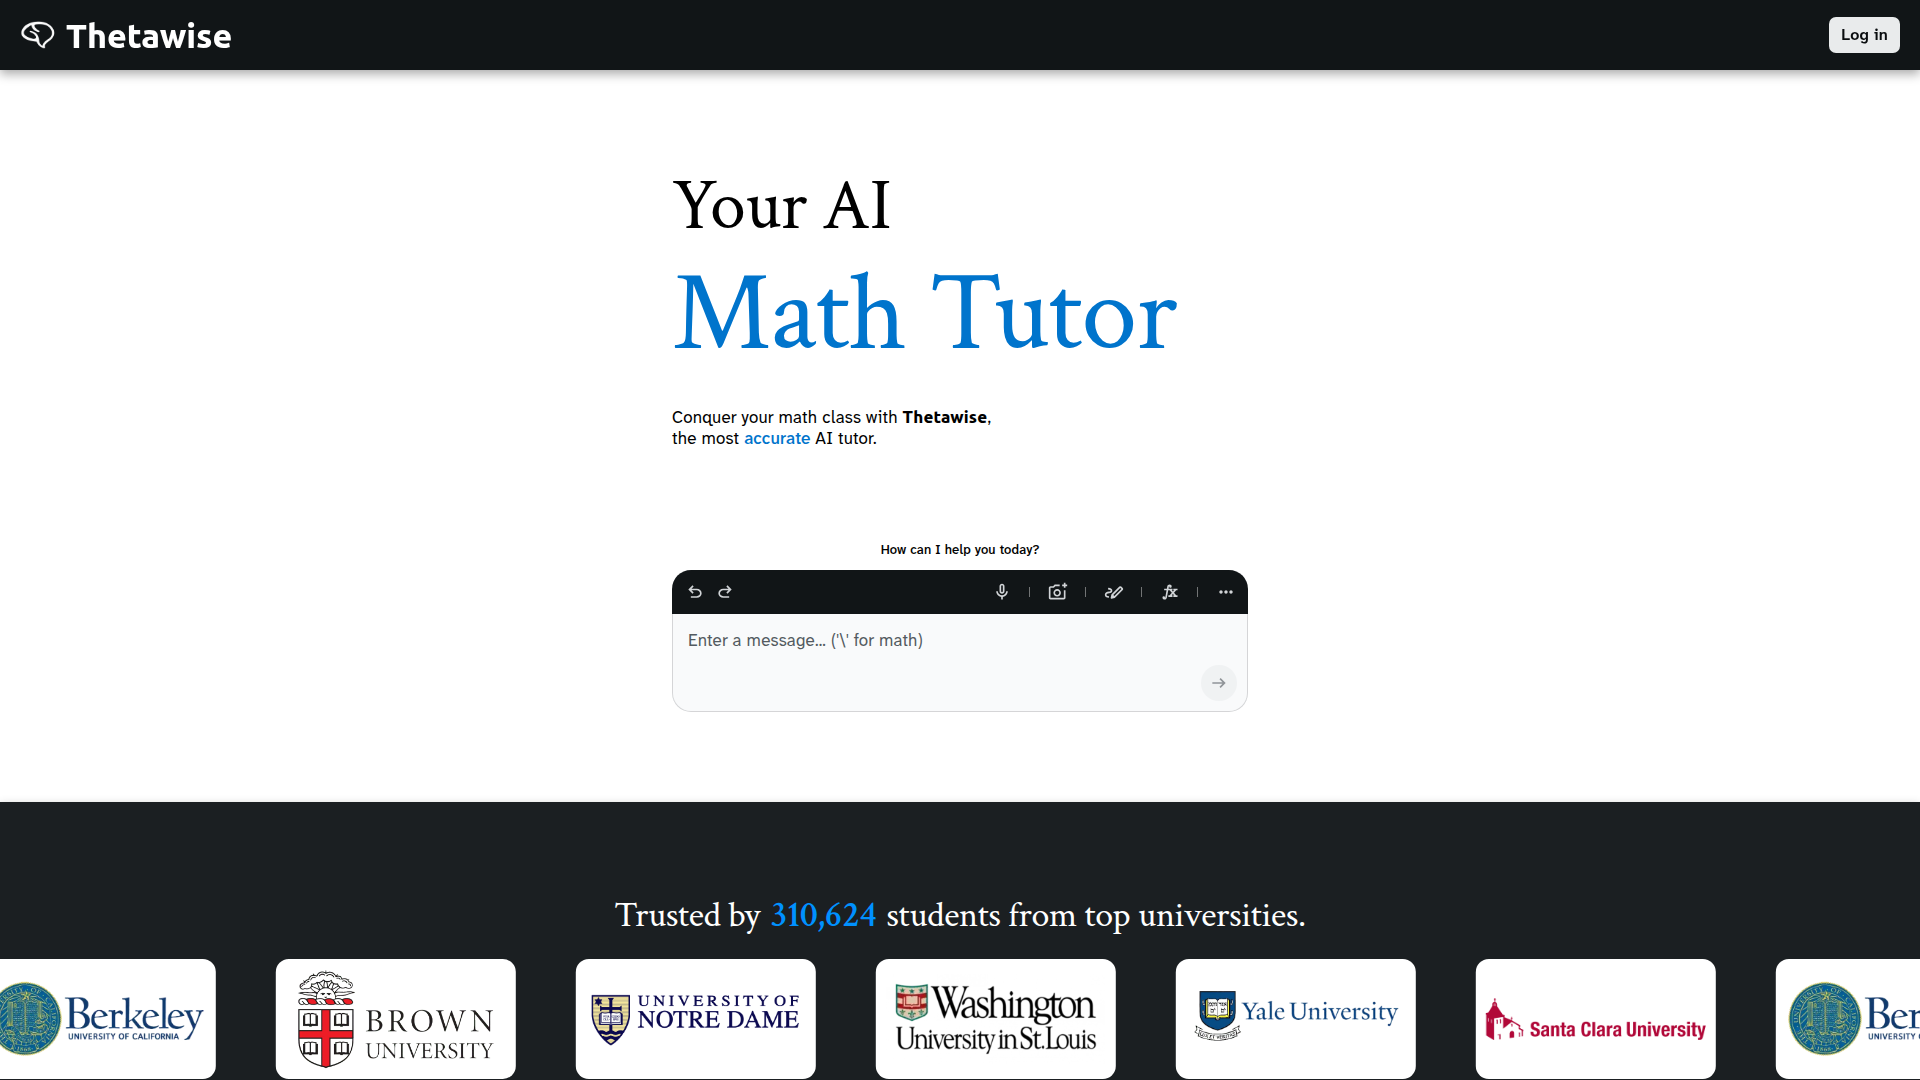 Thetawise
Log in
Your AI
Math Tutor
Conquer your math class with Thetawise,
the most accurate AI tutor.
How can I help you today?
fx
Enter a message... ('\' for math)
Trusted by 310,624 students from top universities.
Berkeley
UNIVERSITY OF CALIFORNIA
BROWN
UNIVERSITY
UNIVERSITY OF
NOTRE DAME
Washington
University in St. Louis
Yale University
Santa Clara University
Ber
UNIVERSITY